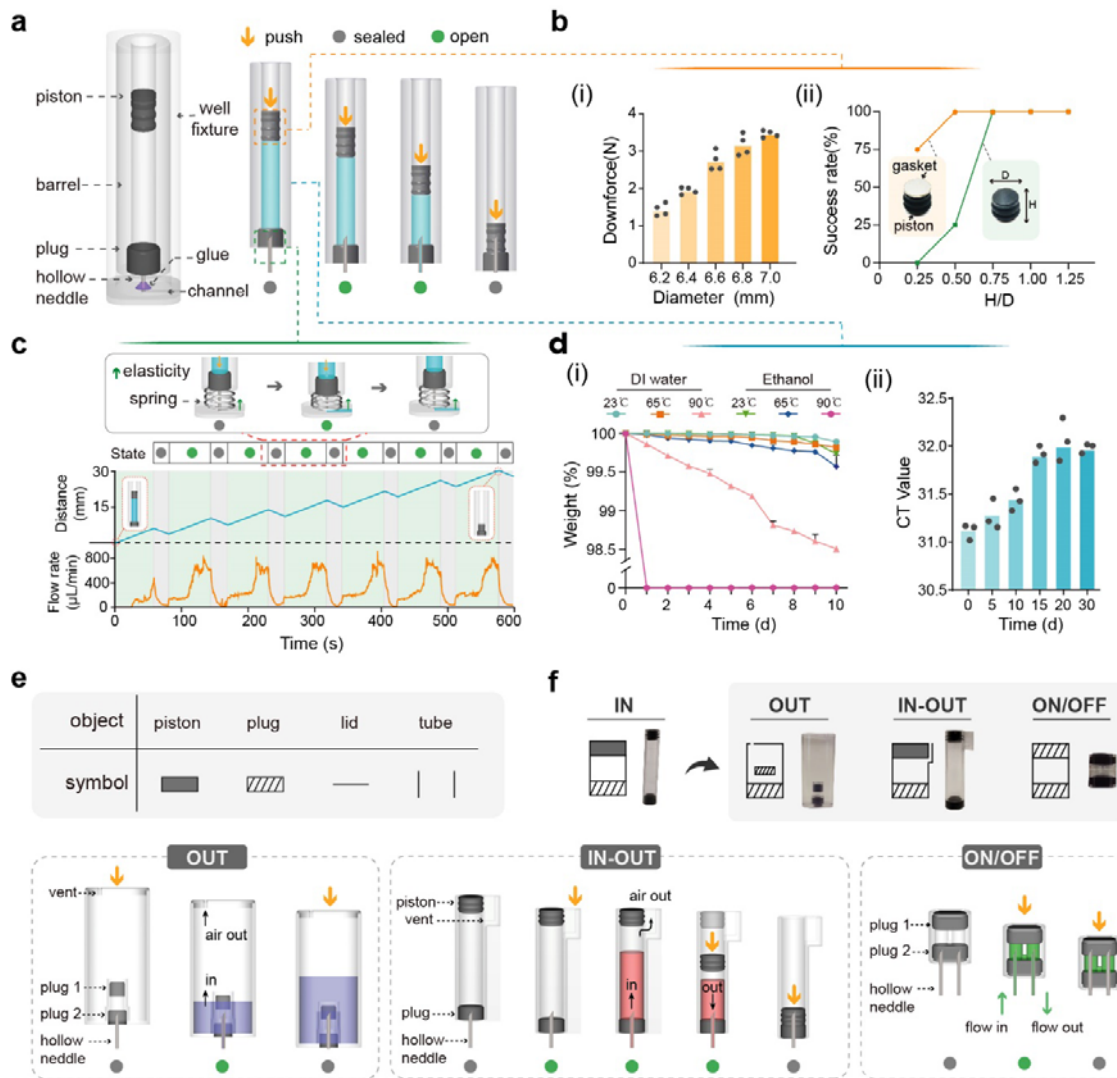 a
push
sealed
open
piston
well
fixture
barrel
plug
glue
hollow
neddle
channel
b
(i)
Downforce(N)
4
3
2
1
0
6.2
6.4
6.6
6.8
7.0
Diameter (mm)
(ii)
Success rate(%)
100
75
50
25
0
gasket
piston
D
H
0
0.25
0.50
0.75
1.00
1.25
H/D
c
elasticity
spring
State
Distance
(mm)
30
15
Flow rate
(μL/min)
800
400
0
0
100
200
300
400
500
600
Time (s)
d
(i)
DI water
Ethanol
23℃ 65℃ 90℃ 23℃ 65℃ 90℃
Weight (%)
100
99.5
99
98.5
0
0 2 4 6 8 10
Time (d)
(ii)
CT Value
32.5
32.0
31.5
31.0
30.5
0 5 10 15 20 30
Time (d)
e
object piston plug lid tube
symbol
f
IN
OUT
IN-OUT
ON/OFF
OUT
vent
air out
in
plug 1
plug 2
hollow
neddle
IN-OUT
piston
vent
air out
in
out
plug
hollow
neddle
ON/OFF
plug 1
plug 2
hollow
neddle
flow in
flow out